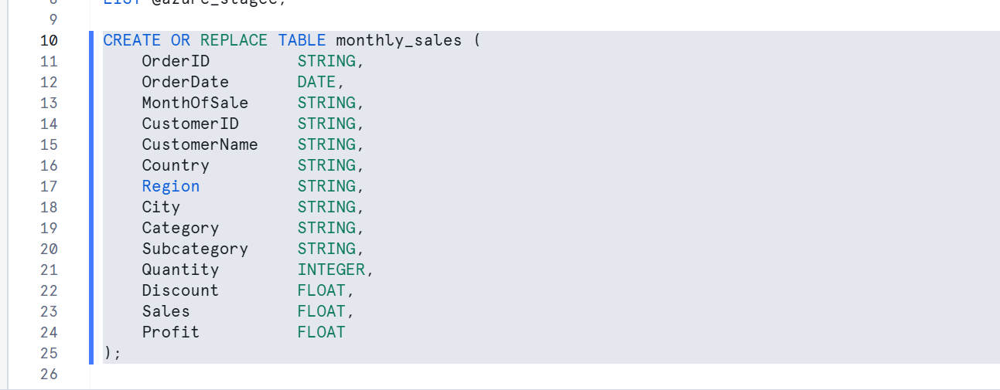 8 LIST @azure_stagee;
9
10 CREATE OR REPLACE TABLE monthly_sales (
11 OrderID STRING,
12 OrderDate DATE,
13 MonthOfSale STRING,
14 CustomerID STRING,
15 CustomerName STRING,
16 Country STRING,
17 Region STRING,
18 City STRING,
19 Category STRING,
20 Subcategory STRING,
21 Quantity INTEGER,
22 Discount FLOAT,
23 Sales FLOAT,
24 Profit FLOAT
25 );
26